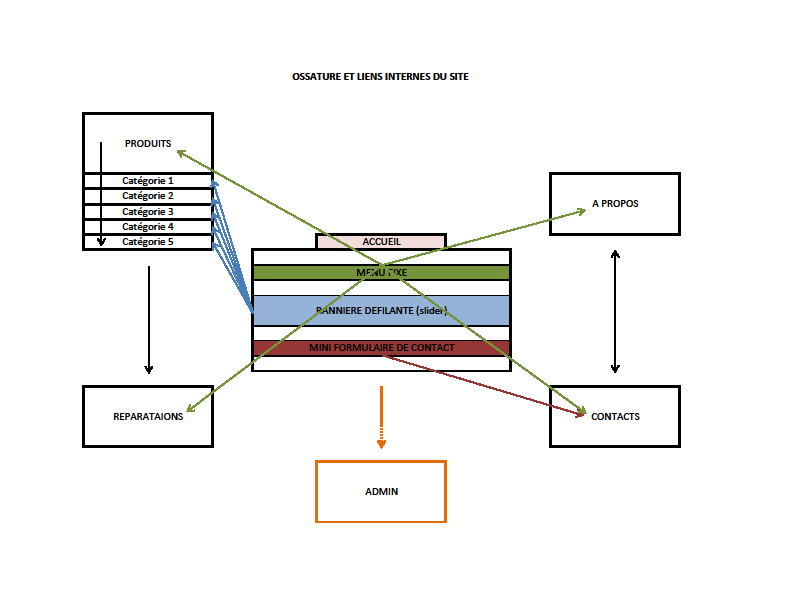 OSSATURE ET LIENS INTERNES DU SITE
PRODUITS
Catégorie 1
Catégorie 2
Catégorie 3
Catégorie 4
Catégorie 5
A PROPOS
ACCUEIL
MENU FIXE
BANNIERE DEFILANTE (slider)
MINI FORMULAIRE DE CONTACT
REPARATAIONS
CONTACTS
ADMIN